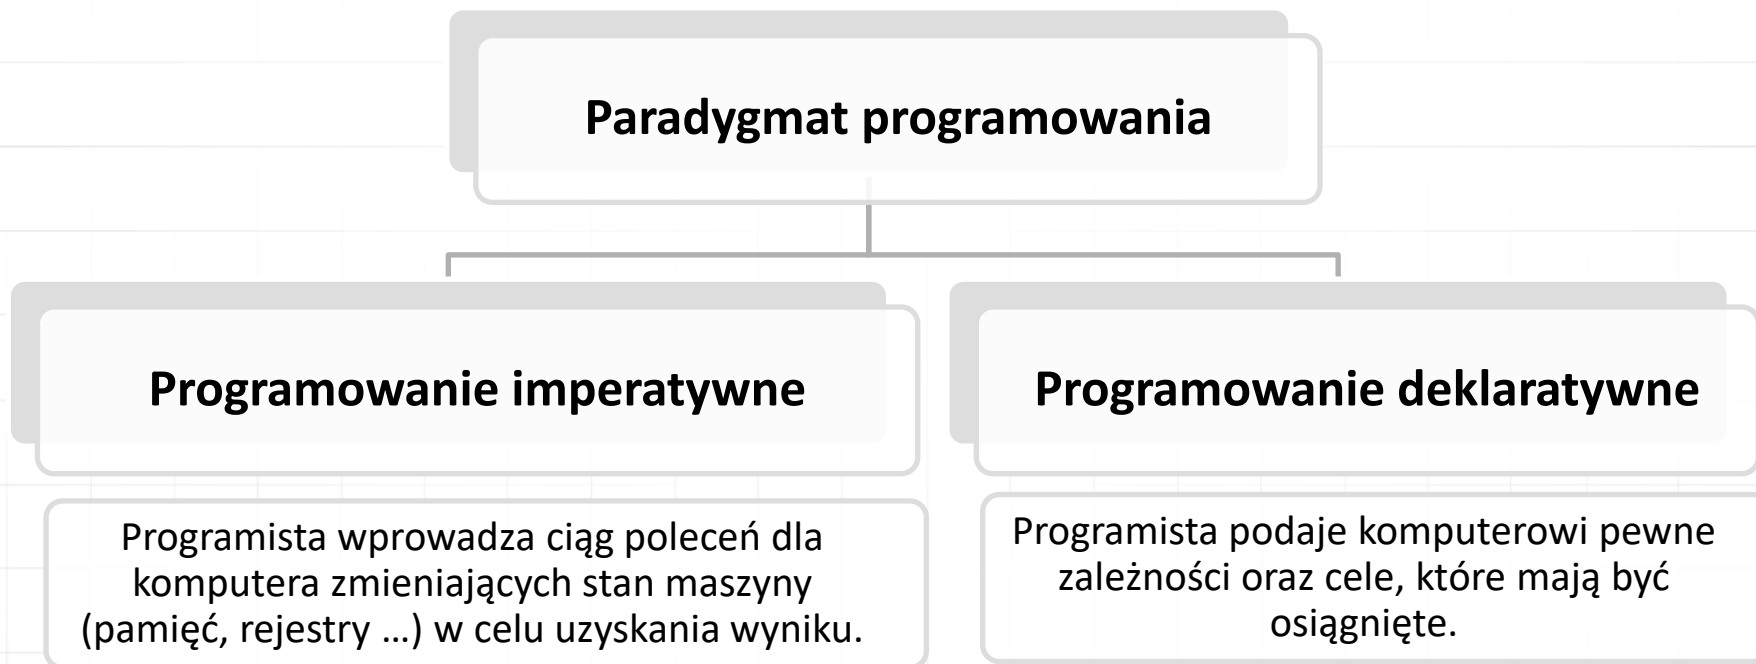 Paradygmat programowania
Programowanie imperatywne
Programowanie deklaratywne
Programista wprowadza ciąg poleceń dla
komputera zmieniających stan maszyny
(pamięć, rejestry ...) w celu uzyskania wyniku.
Programista podaje komputerowi pewne
zależności oraz cele, które mają być
osiągnięte.